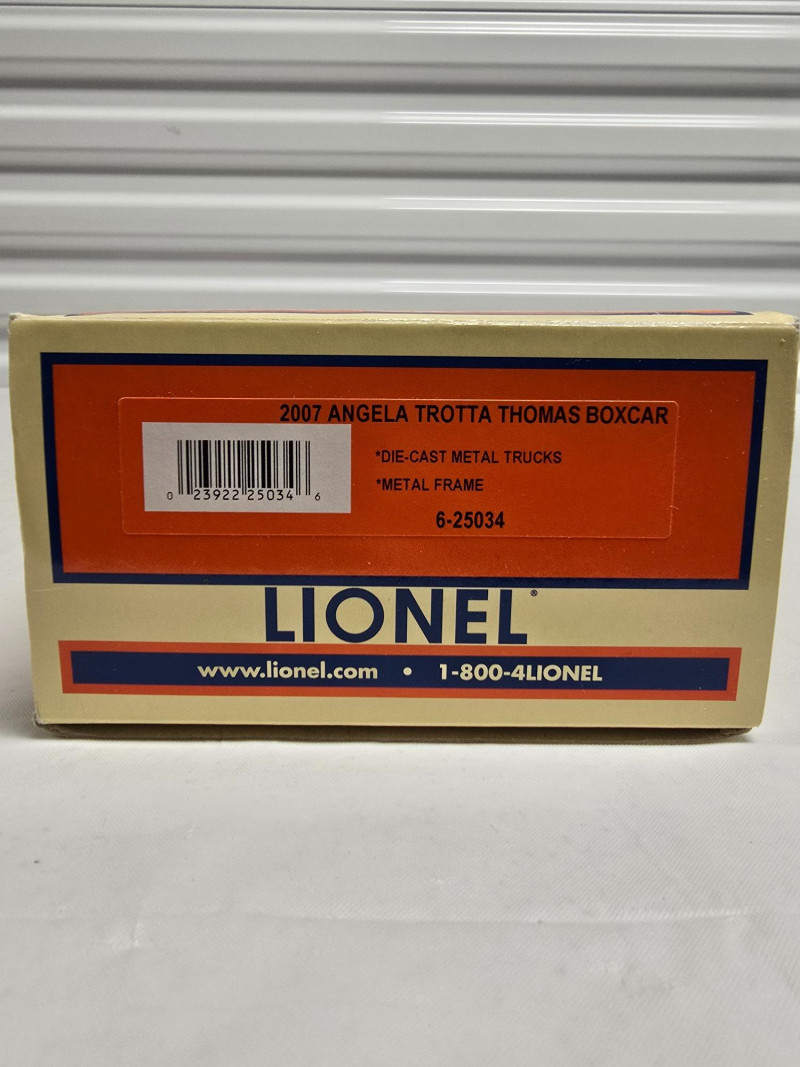 2007 ANGELA TROTTA THOMAS BOXCAR
*DIE-CAST METAL TRUCKS
*METAL FRAME
0 23922 25034 6
6-25034
LIONEL®
www.lionel.com • 1-800-4LIONEL